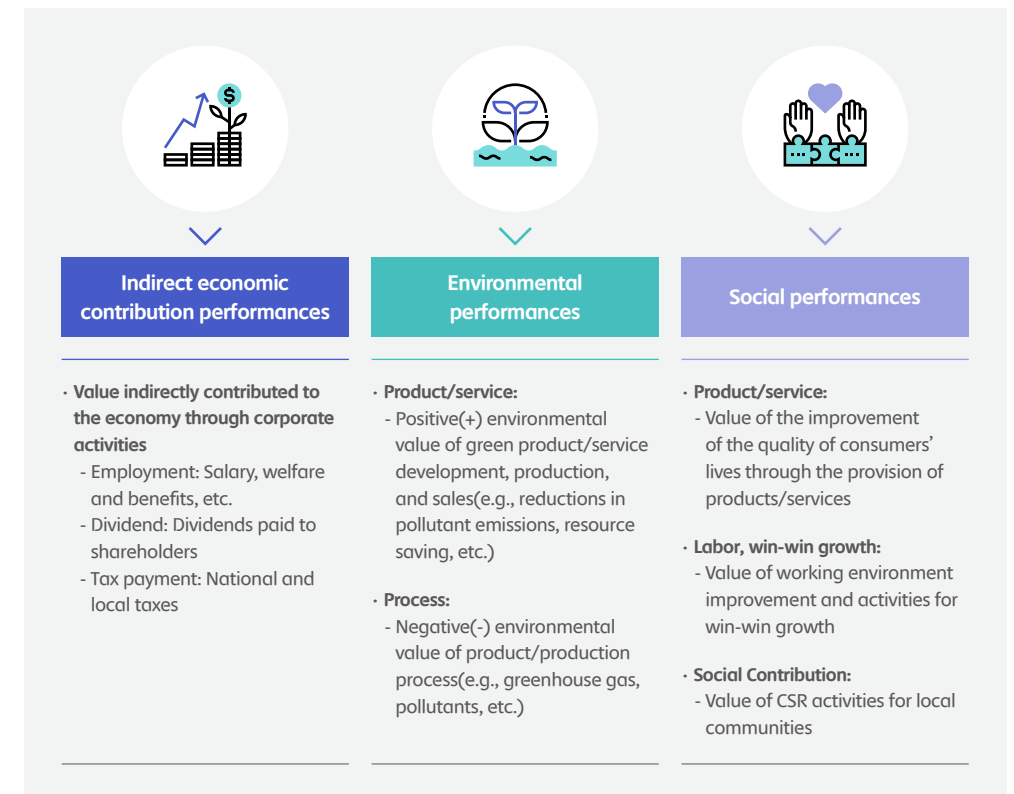 $
Indirect economic
contribution performances
· Value indirectly contributed to
the economy through corporate
activities
- Employment: Salary, welfare
and benefits, etc.
- Dividend: Dividends paid to
shareholders
- Tax payment: National and
local taxes
Environmental
performances
· Product/service:
- Positive(+) environmental
value of green product/service
development, production,
and sales(e.g., reductions in
pollutant emissions, resource
saving, etc.)
· Process:
- Negative(-) environmental
value of product/production
process(e.g., greenhouse gas,
pollutants, etc.)
Social performances
· Product/service:
- Value of the improvement
of the quality of consumers’
lives through the provision of
products/services
· Labor, win-win growth:
- Value of working environment
improvement and activities for
win-win growth
· Social Contribution:
- Value of CSR activities for local
communities